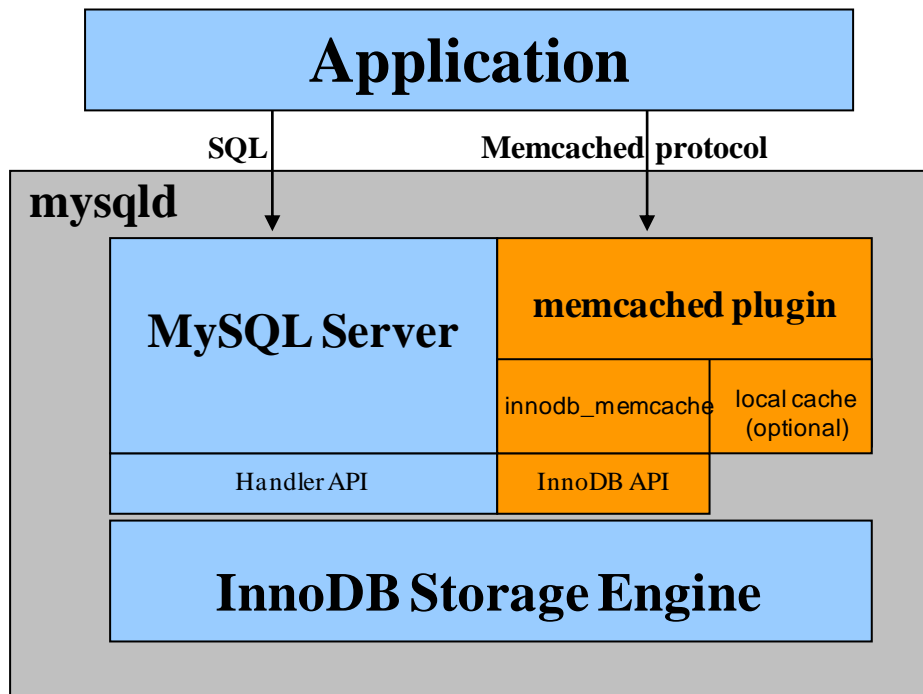 Application
SQL
Memcached protocol
mysqld
MySQL Server
memcached plugin
innodb_memcache
local cache
(optional)
Handler API
InnoDB API
InnoDB Storage Engine